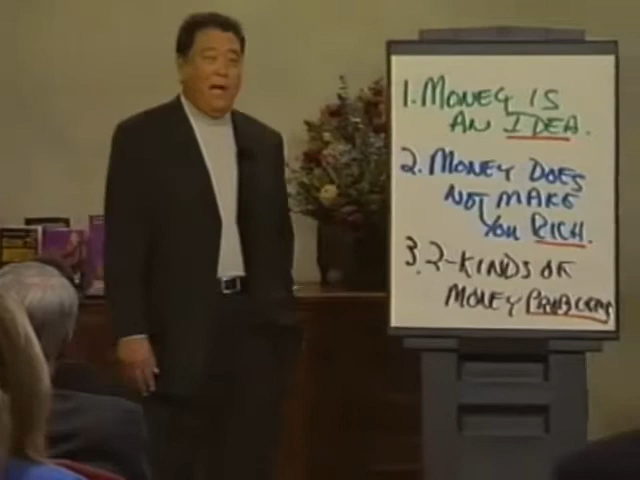 1. MONEY IS
AN IDEA.
2. MONEY DOES
NOT MAKE
YOU RICH.
3. 2-KINDS OF
MONEY PROBLEMS